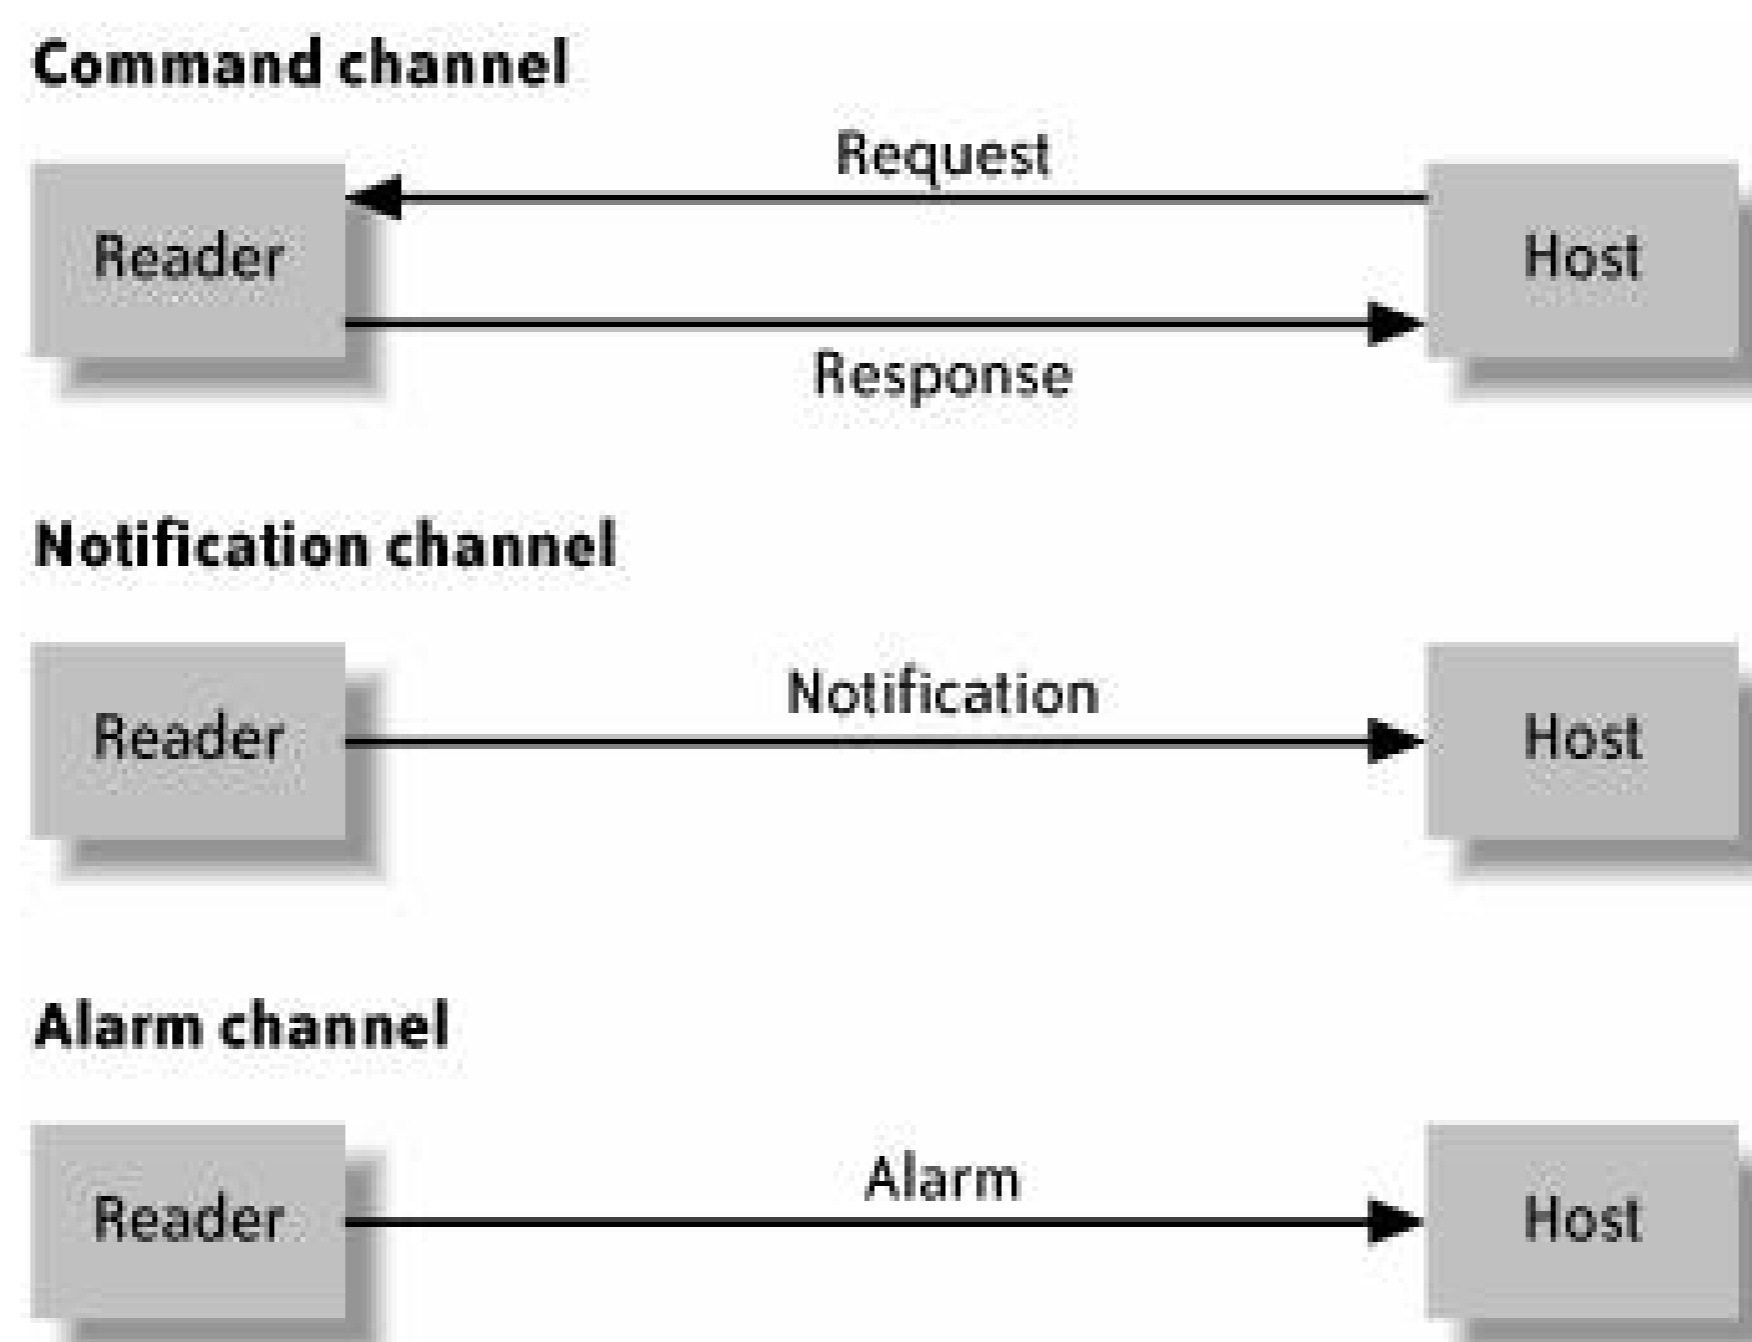 Command channel
Request
Reader
Host
Response
Notification channel
Notification
Reader
Host
Alarm channel
Alarm
Reader
Host